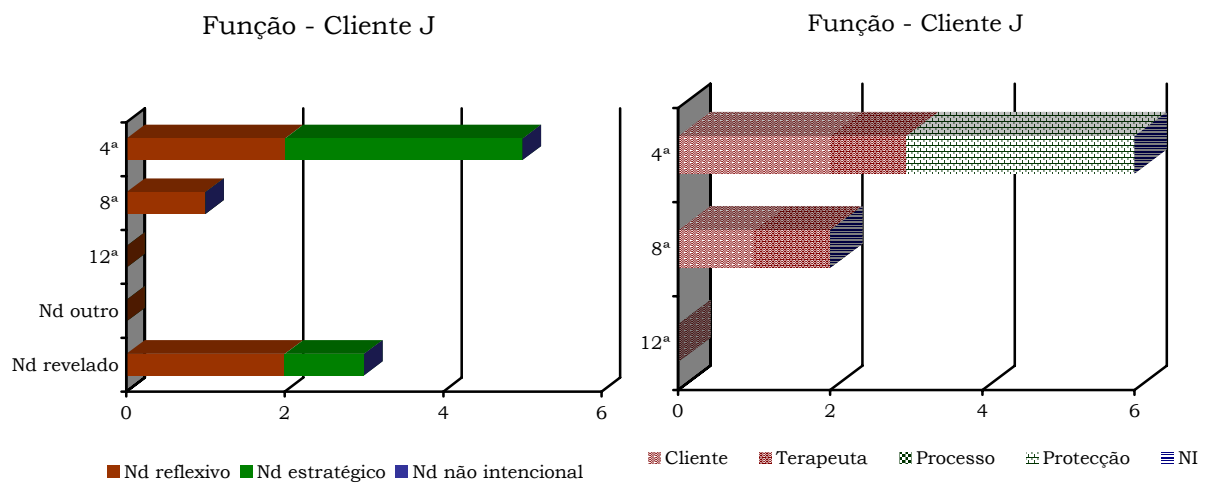 Função - Cliente J
4ª
8ª
12ª
Nd outro
Nd revelado
0 2 4 6
Nd reflexivo Nd estratégico Nd não intencional
Função - Cliente J
4ª
8ª
12ª
0 2 4 6
Cliente Terapeuta Processo Protecção NI